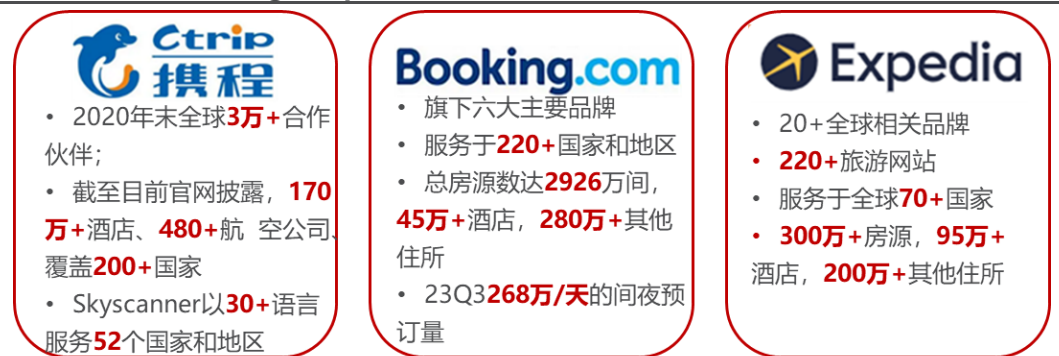 Ctrip
携程
• 2020年末全球3万+合作
伙伴；
• 截至目前官网披露，170
万+酒店、480+航 空公司、
覆盖200+国家
• Skyscanner以30+语言
服务52个国家和地区
Booking.com
• 旗下六大主要品牌
• 服务于220+国家和地区
• 总房源数达2926万间，
45万+酒店，280万+其他
住所
• 23Q3268万/天的间夜预
订量
Expedia
• 20+全球相关品牌
• 220+旅游网站
• 服务于全球70+国家
• 300万+房源，95万+
酒店，200万+其他住所